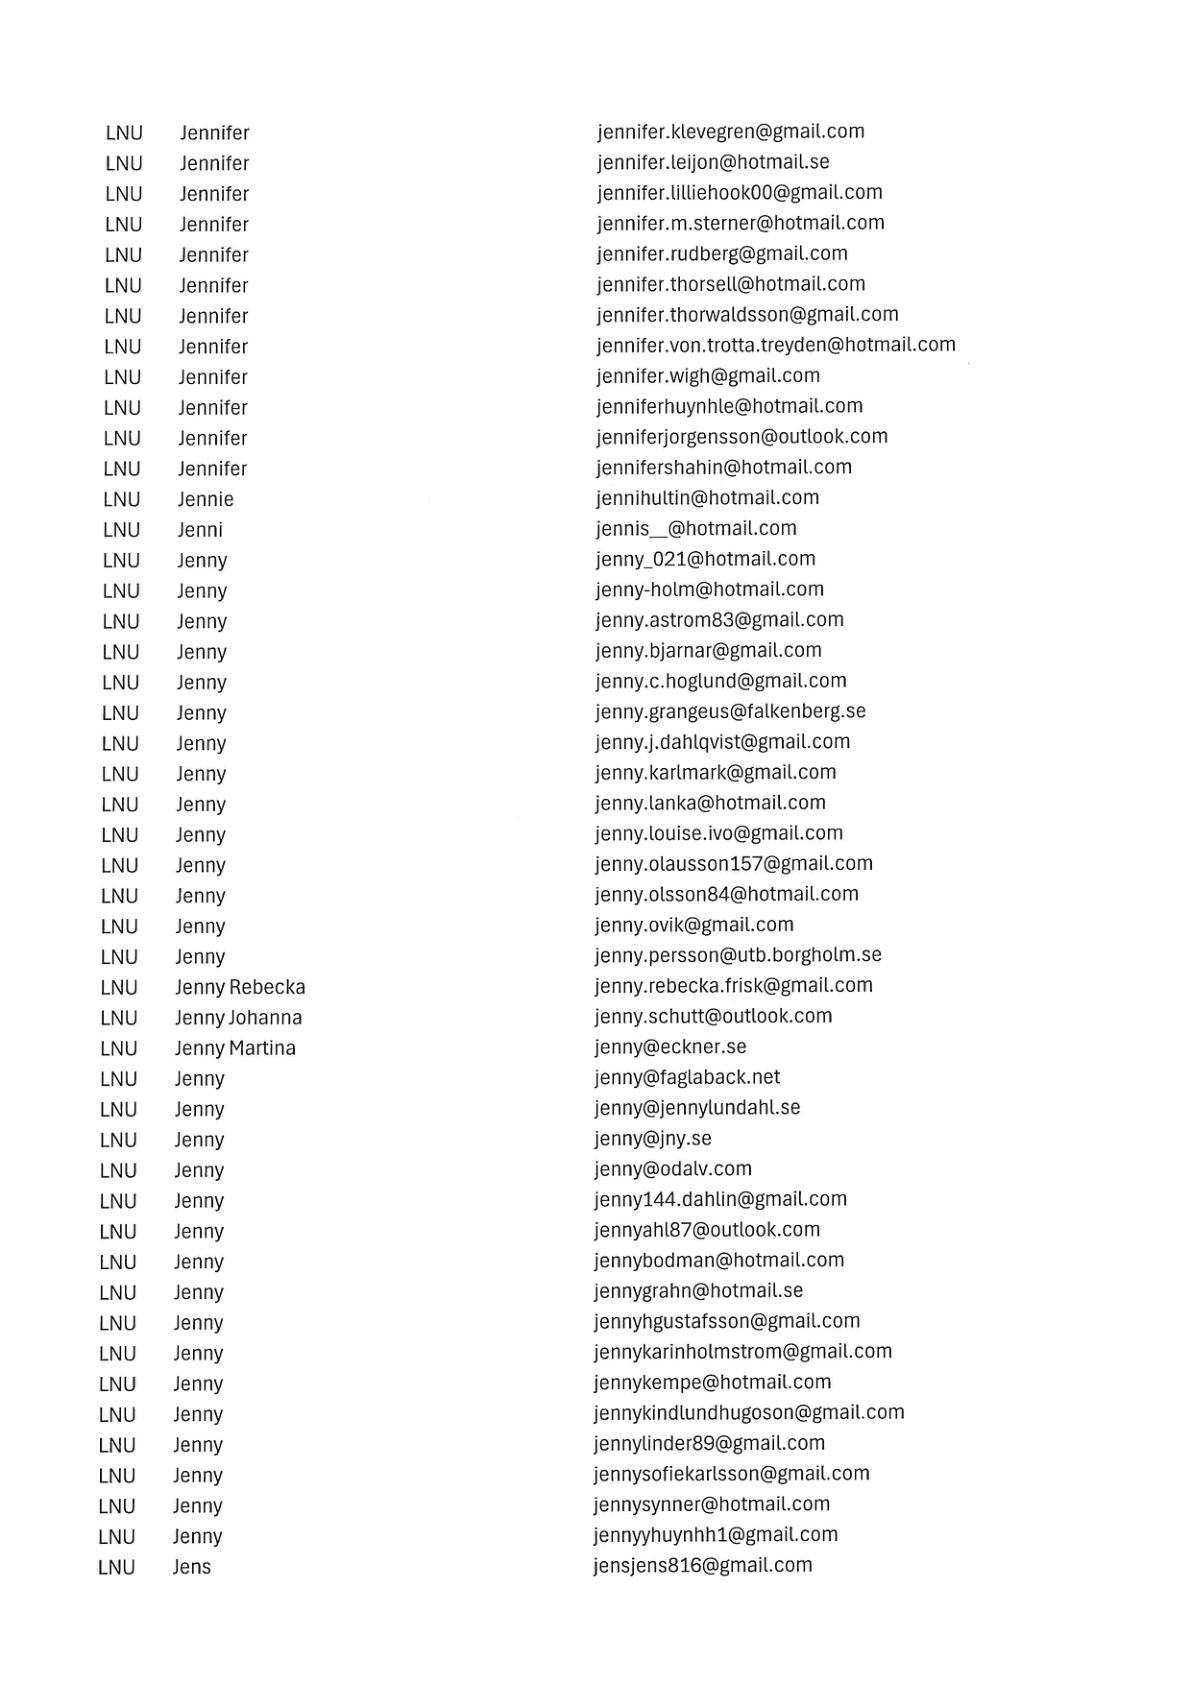 LNU Jennifer jennifer.klevegren@gmail.com
LNU Jennifer jennifer.leijon@hotmail.se
LNU Jennifer jennifer.lilliehook00@gmail.com
LNU Jennifer jennifer.m.sterner@hotmail.com
LNU Jennifer jennifer.rudberg@gmail.com
LNU Jennifer jennifer.thorsell@hotmail.com
LNU Jennifer jennifer.thorwaldsson@gmail.com
LNU Jennifer jennifer.von.trotta.treyden@hotmail.com
LNU Jennifer jennifer.wigh@gmail.com
LNU Jennifer jenniferhuynhle@hotmail.com
LNU Jennifer jenniferjorgensson@outlook.com
LNU Jennifer jennifershahin@hotmail.com
LNU Jennie jennihultin@hotmail.com
LNU Jenni jennis__@hotmail.com
LNU Jenny jenny_021@hotmail.com
LNU Jenny jenny-holm@hotmail.com
LNU Jenny jenny.astrom83@gmail.com
LNU Jenny jenny.bjarnar@gmail.com
LNU Jenny jenny.c.hoglund@gmail.com
LNU Jenny jenny.grangeus@falkenberg.se
LNU Jenny jenny.j.dahlqvist@gmail.com
LNU Jenny jenny.karlmark@gmail.com
LNU Jenny jenny.lanka@hotmail.com
LNU Jenny jenny.louise.ivo@gmail.com
LNU Jenny jenny.olausson157@gmail.com
LNU Jenny jenny.olsson84@hotmail.com
LNU Jenny jenny.ovik@gmail.com
LNU Jenny jenny.persson@utb.borgholm.se
LNU Jenny Rebecka jenny.rebecka.frisk@gmail.com
LNU Jenny Johanna jenny.schutt@outlook.com
LNU Jenny Martina jenny@eckner.se
LNU Jenny jenny@faglaback.net
LNU Jenny jenny@jennylundahl.se
LNU Jenny jenny@jny.se
LNU Jenny jenny@odalv.com
LNU Jenny jenny144.dahlin@gmail.com
LNU Jenny jennyahl87@outlook.com
LNU Jenny jennybodman@hotmail.com
LNU Jenny jennygrahn@hotmail.se
LNU Jenny jennyhgustafsson@gmail.com
LNU Jenny jennykarinholmstrom@gmail.com
LNU Jenny jennykempe@hotmail.com
LNU Jenny jennykindlundhugoson@gmail.com
LNU Jenny jennylinder89@gmail.com
LNU Jenny jennysofiekarlsson@gmail.com
LNU Jenny jennysynner@hotmail.com
LNU Jenny jennyyhuynhh1@gmail.com
LNU Jens jensjens816@gmail.com